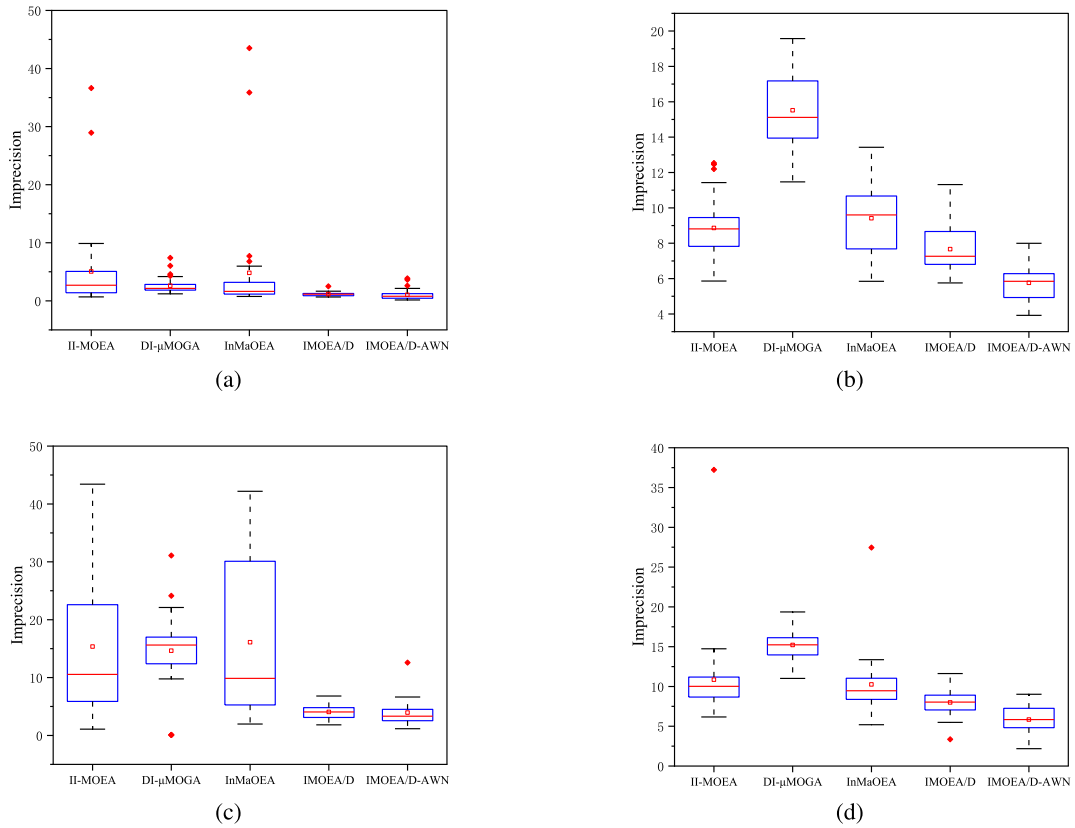 50
40
30
20
10
0
Imprecision
II-MOEA DI-μMOGA InMaOEA IMOEA/D IMOEA/D-AWN
(a)
20
18
16
14
12
10
8
6
4
Imprecision
II-MOEA DI-μMOGA InMaOEA IMOEA/D IMOEA/D-AWN
(b)
50
40
30
20
10
0
Imprecision
II-MOEA DI-μMOGA InMaOEA IMOEA/D IMOEA/D-AWN
(c)
40
35
30
25
20
15
10
5
0
Imprecision
II-MOEA DI-μMOGA InMaOEA IMOEA/D IMOEA/D-AWN
(d)